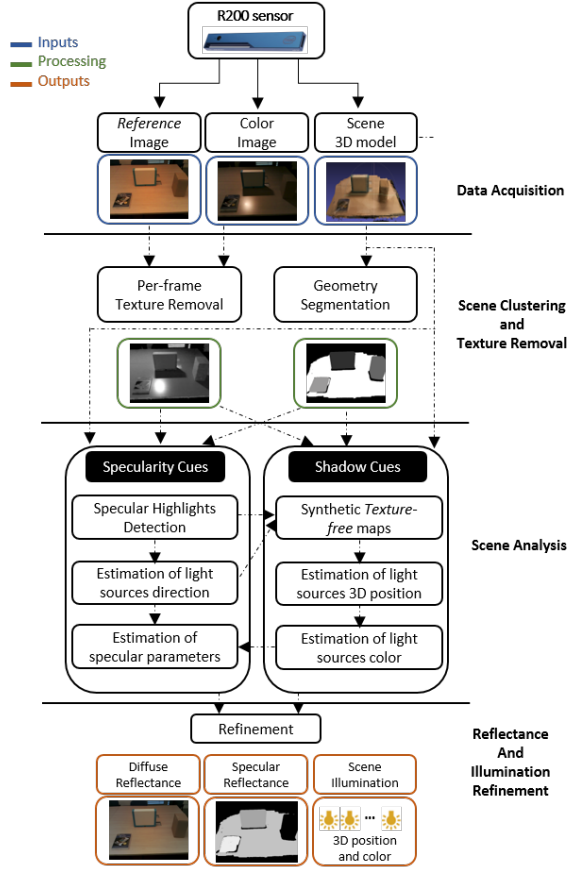 R200 sensor
Inputs
Processing
Outputs
Reference
Image
Color
Image
Scene
3D model
Data Acquisition
Per-frame
Texture Removal
Geometry
Segmentation
Scene Clustering
and
Texture Removal
Specularity Cues
Shadow Cues
Specular Highlights
Detection
Synthetic Texture-
free maps
Scene Analysis
Estimation of light
sources direction
Estimation of light
sources 3D position
Estimation of
specular parameters
Estimation of light
sources color
Refinement
Reflectance
And
Illumination
Refinement
Diffuse
Reflectance
Specular
Reflectance
Scene
Illumination
3D position
and color